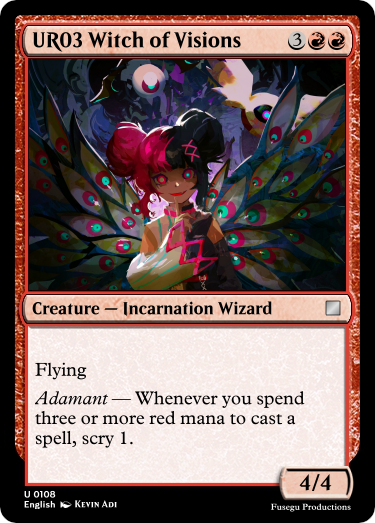 UR03 Witch of Visions 3
Creature — Incarnation Wizard
Flying
Adamant — Whenever you spend
three or more red mana to cast a
spell, scry 1.
4/4
U 0108
English Kevin Adi
Fusegu Productions